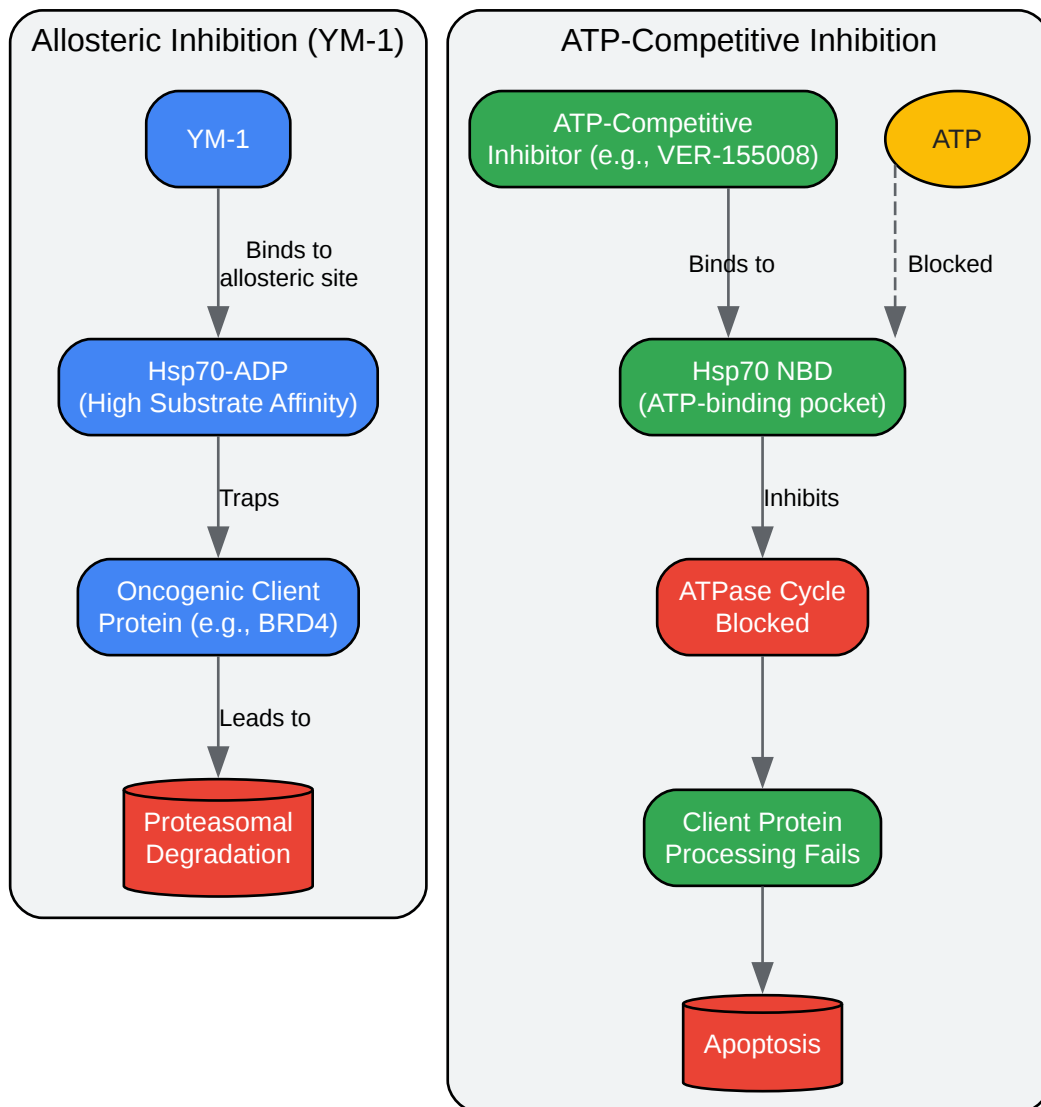 Allosteric Inhibition (YM-1)
YM-1
Binds to
allosteric site
Hsp70-ADP
(High Substrate Affinity)
Traps
Oncogenic Client
Protein (e.g., BRD4)
Leads to
Proteasomal
Degradation
ATP-Competitive Inhibition
ATP-Competitive
Inhibitor (e.g., VER-155008)
ATP
Binds to
Blocked
Hsp70 NBD
(ATP-binding pocket)
Inhibits
ATPase Cycle
Blocked
Client Protein
Processing Fails
Apoptosis